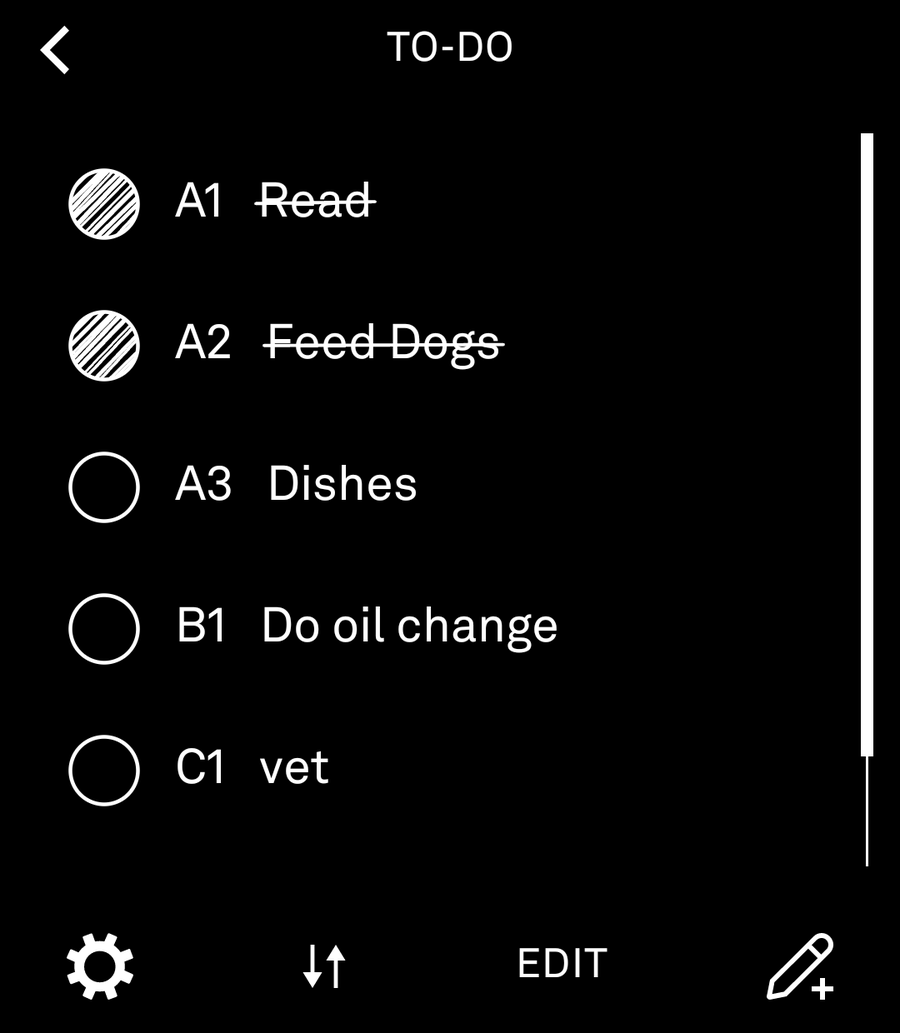 TO-DO
A1 Read
A2 Feed Dogs
A3 Dishes
B1 Do oil change
C1 vet
EDIT